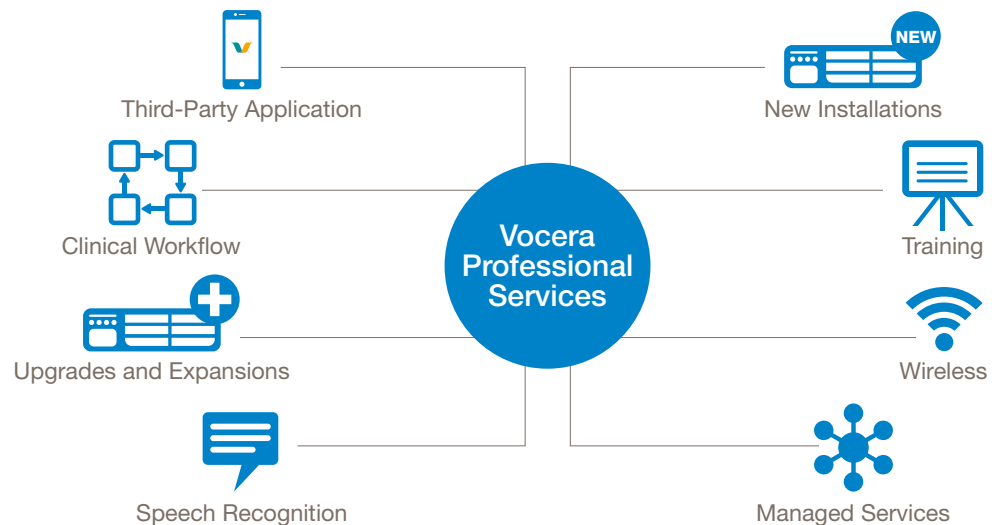 NEW
Third-Party Application
New Installations
Clinical Workflow
Vocera
Professional
Services
Training
Upgrades and Expansions
Wireless
Speech Recognition
Managed Services